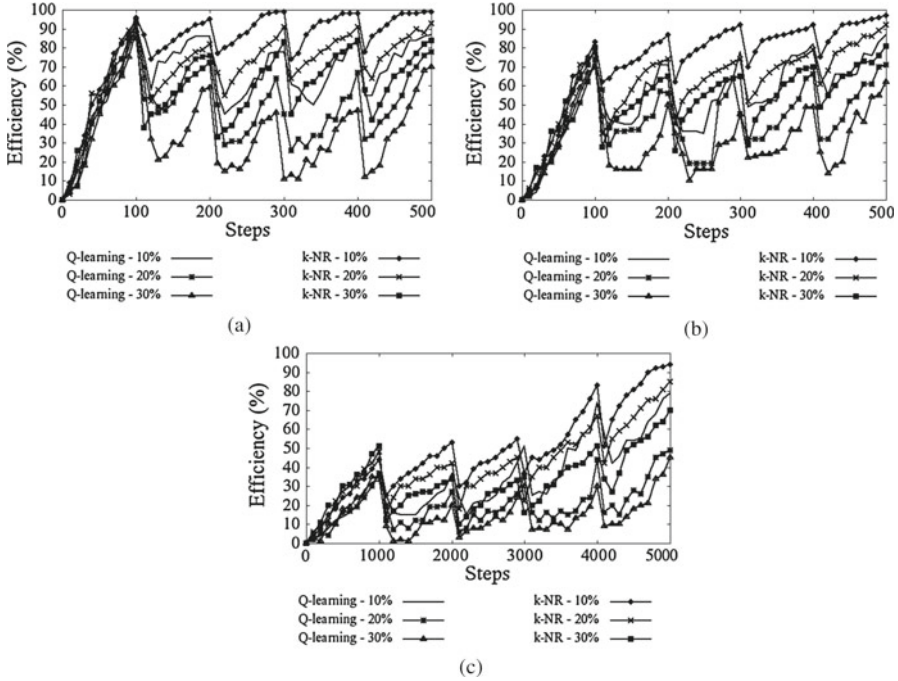 100
90
80
70
60
50
40
30
20
10
0
Efficiency (%)
0 100 200 300 400 500
Steps
Q-learning - 10% k-NR - 10%
Q-learning - 20% k-NR - 20%
Q-learning - 30% k-NR - 30%
(a)
100
90
80
70
60
50
40
30
20
10
0
Efficiency (%)
0 100 200 300 400 500
Steps
Q-learning - 10% k-NR - 10%
Q-learning - 20% k-NR - 20%
Q-learning - 30% k-NR - 30%
(b)
100
90
80
70
60
50
40
30
20
10
0
Efficiency (%)
0 1000 2000 3000 4000 5000
Steps
Q-learning - 10% k-NR - 10%
Q-learning - 20% k-NR - 20%
Q-learning - 30% k-NR - 30%
(c)